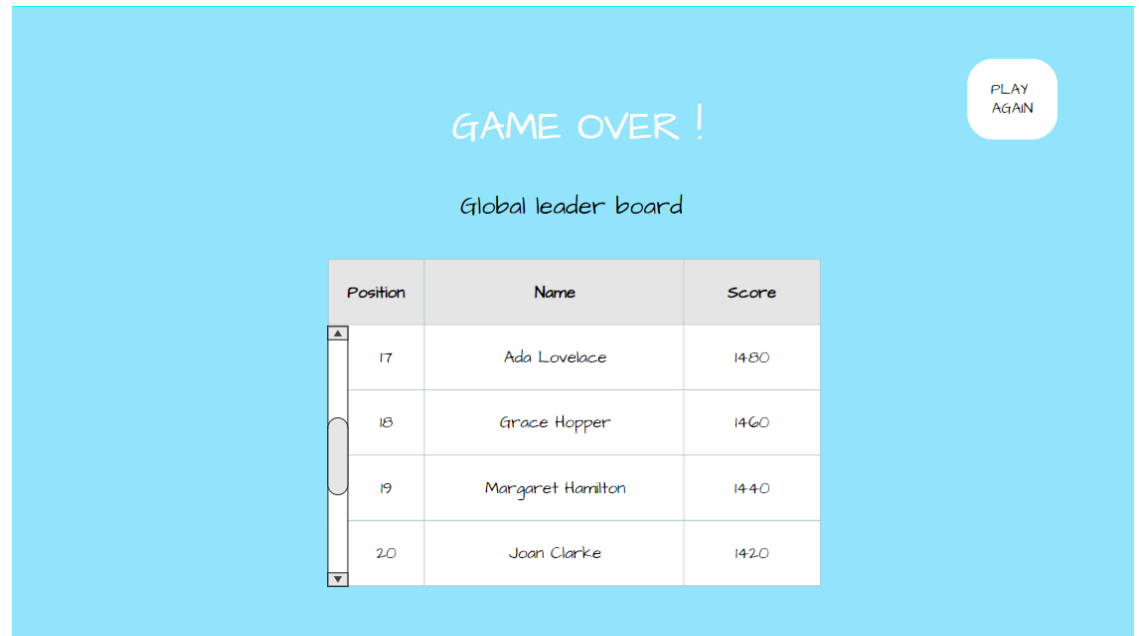 PLAY
AGAIN
GAME OVER !
Global leader board
Position Name Score
17 Ada Lovelace 1480
18 Grace Hopper 1460
19 Margaret Hamilton 1440
20 Joan Clarke 1420